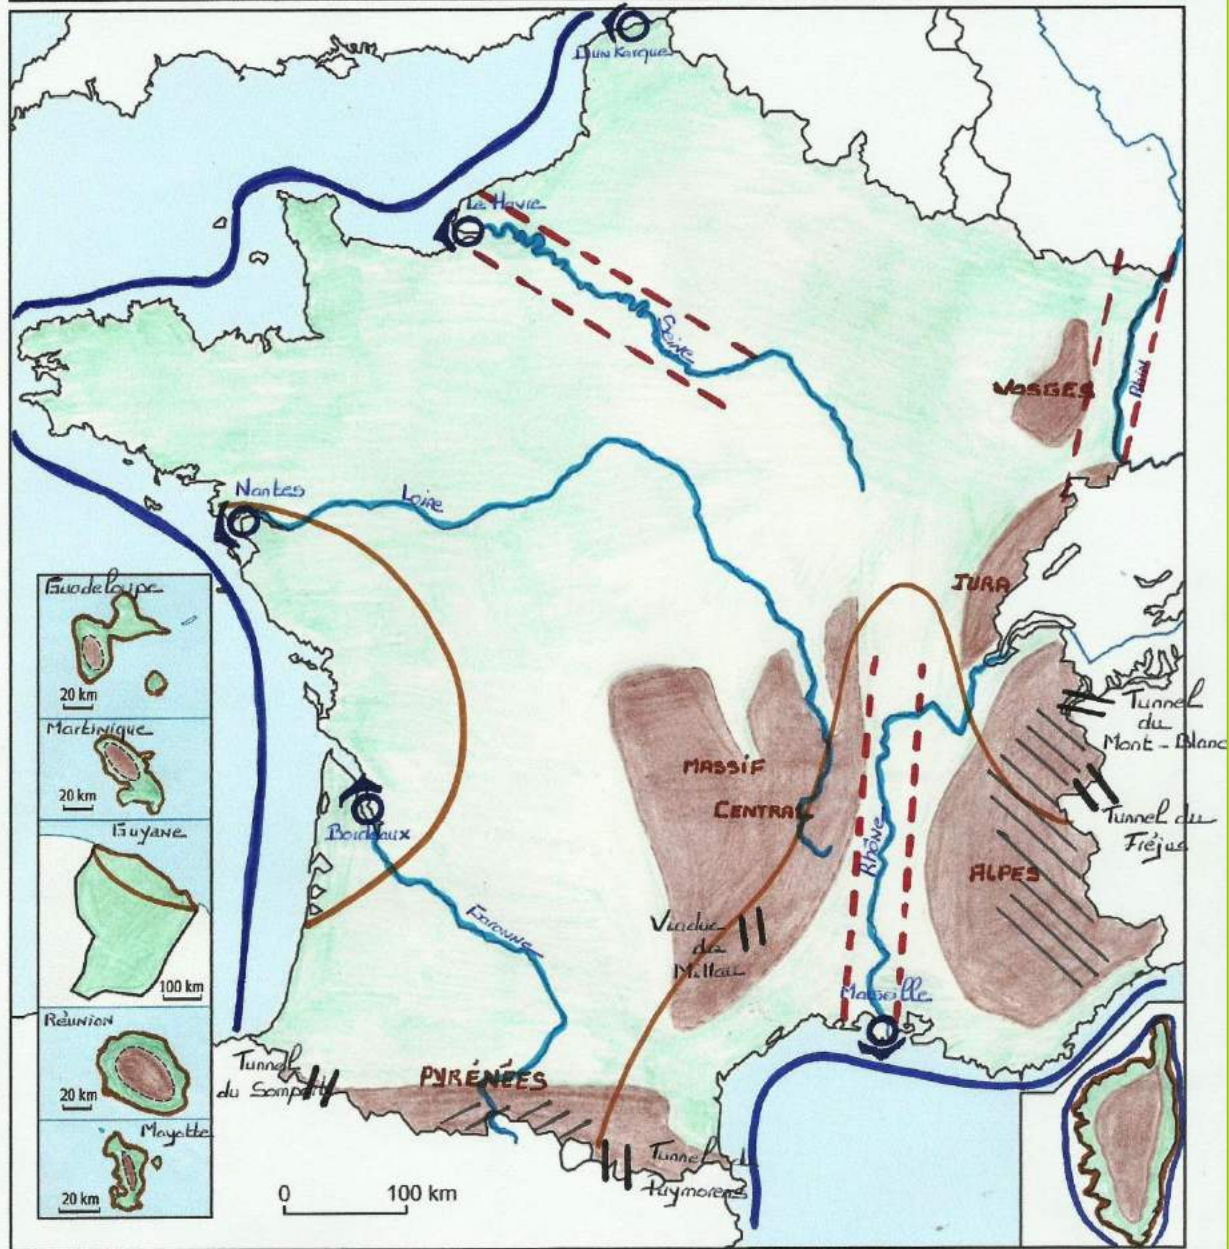 Dunkerque
Le Havre
Seine
VOSGES
Rhin
Nantes
Loire
JURA
Guadeloupe
20 km
Martinique
20 km
Guyane
100 km
Réunion
20 km
Mayotte
20 km
MASSIF
CENTRAL
Tunnel
du
Mont-Blanc
Tunnel du
Fréjus
Bordeaux
Rhône
ALPES
Garonne
Viaduc
du
Millau
Marseille
Tunnel
du Somport
PYRÉNÉES
Tunnel du
Puymorens
0 100 km